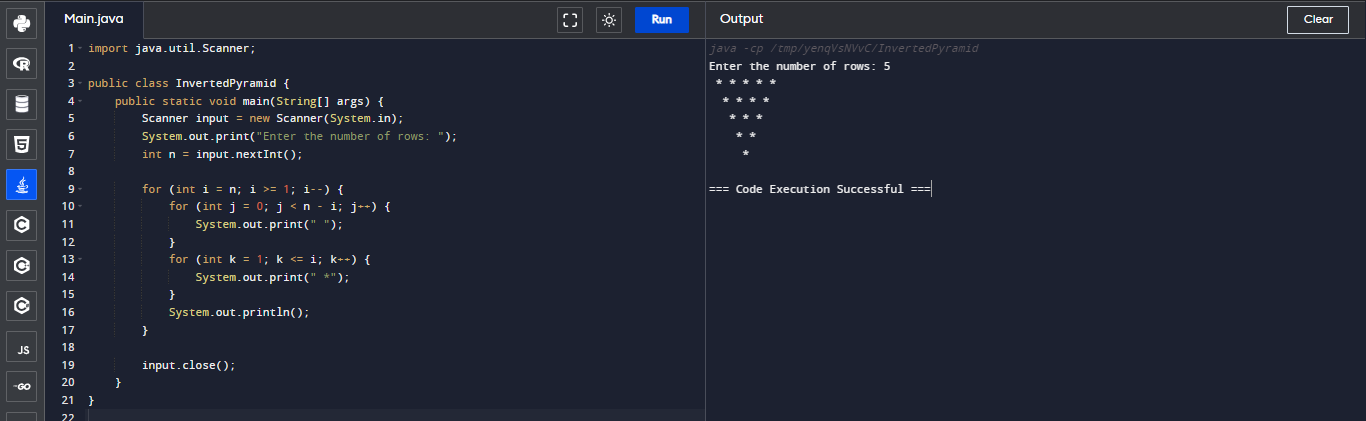 Main.java
Run
Output
Clear
1 import java.util.Scanner;
2
3 public class InvertedPyramid {
4     public static void main(String[] args) {
5         Scanner input = new Scanner(System.in);
6         System.out.print("Enter the number of rows: ");
7         int n = input.nextInt();
8
9         for (int i = n; i >= 1; i--) {
10             for (int j = 0; j < n - i; j++) {
11                 System.out.print(" ");
12             }
13             for (int k = 1; k <= i; k++) {
14                 System.out.print(" *");
15             }
16             System.out.println();
17         }
18
19         input.close();
20     }
21 }
22
java -cp /tmp/yenqVsNVvC/InvertedPyramid
Enter the number of rows: 5
 * * * * *
  * * * *
   * * *
    * *
     *
=== Code Execution Successful ===
R
5
C
C
C
JS
GO